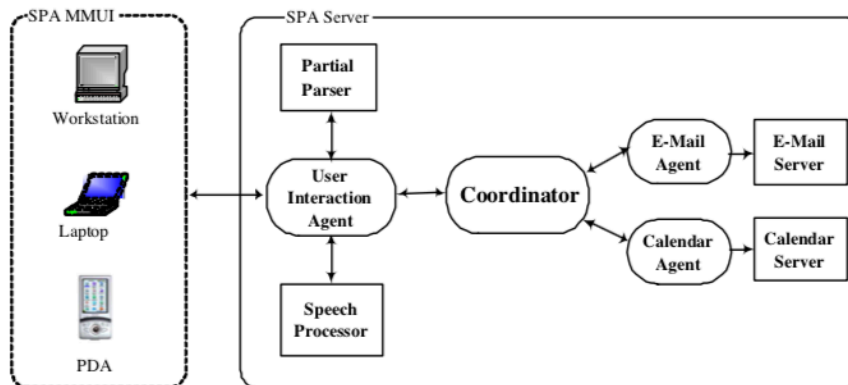 SPA MMUI
Workstation
Laptop
PDA
SPA Server
Partial
Parser
User
Interaction
Agent
Speech
Processor
Coordinator
E-Mail
Agent
E-Mail
Server
Calendar
Agent
Calendar
Server